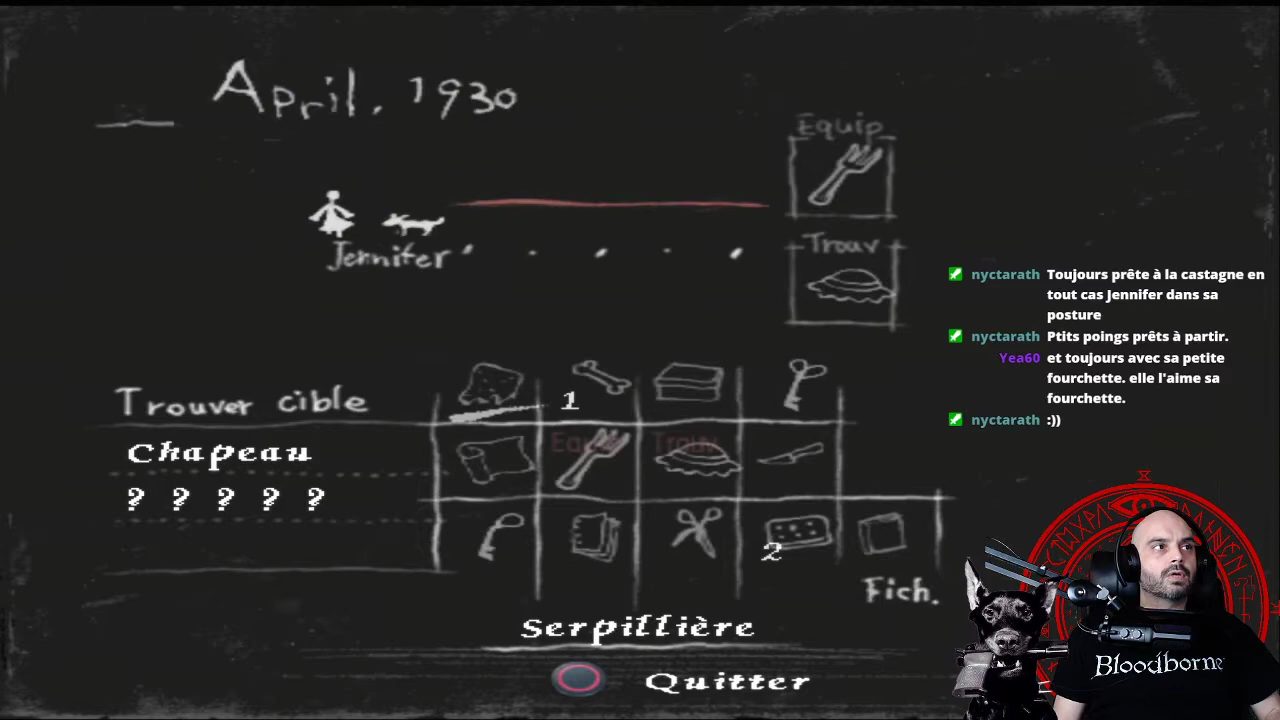 April, 1930
Equip
Jennifer
Trouv
nyctarath Toujours prête à la castagne en
tout cas Jennifer dans sa
posture
nyctarath Ptits poings prêts à partir.
Yea60 et toujours avec sa petite
fourchette. elle l'aime sa
fourchette.
nyctarath :))
Trouver cible
1
Chapeau
Trouv
? ? ? ? ?
2
Fich.
Serpillière
Quitter
Bloodborne